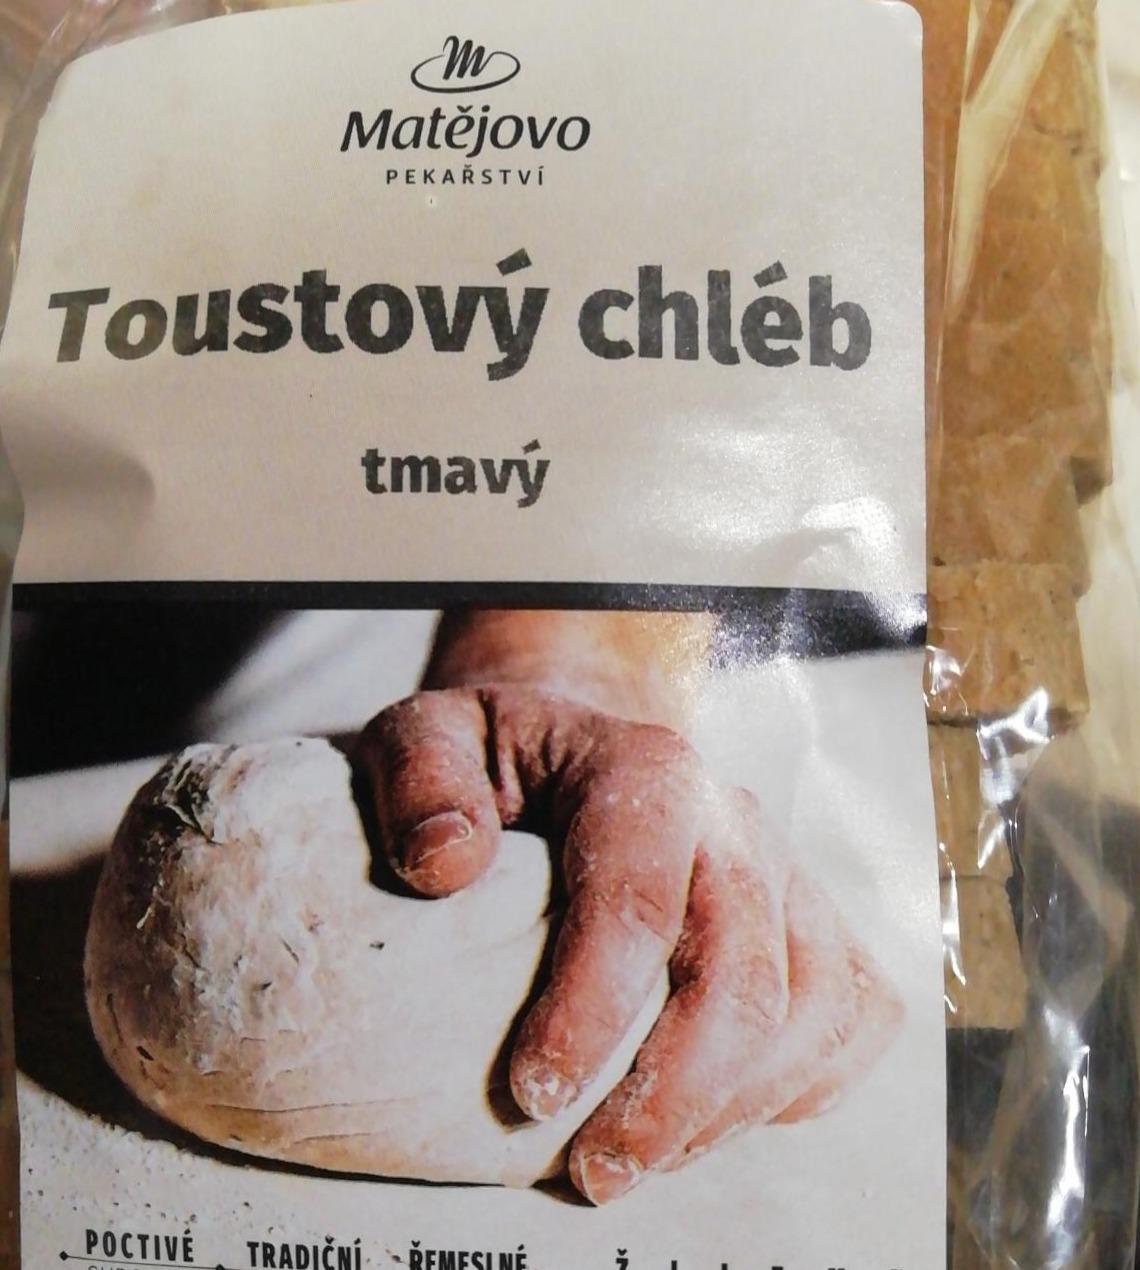 Matějovo
PEKAŘSTVÍ
Toustový chléb
tmavý
POCTIVÉ TRADIČNÍ ŘEMESLNÉ